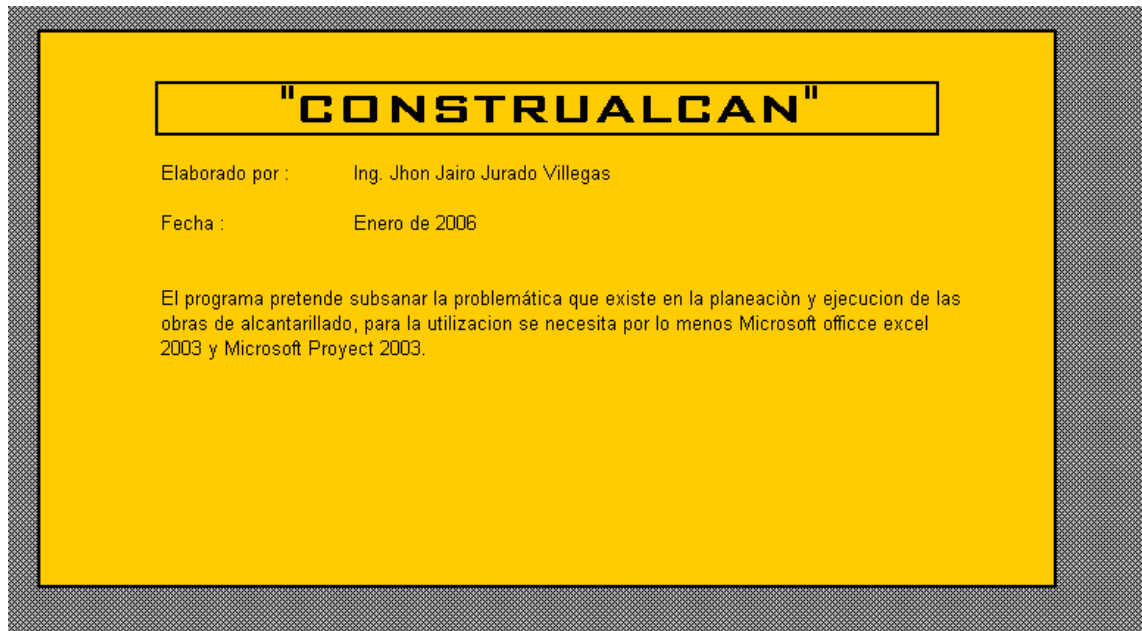 "CONSTRUALCAN"
Elaborado por : Ing. Jhon Jairo Jurado Villegas
Fecha : Enero de 2006
El programa pretende subsanar la problemática que existe en la planeaciòn y ejecucion de las
obras de alcantarillado, para la utilizacion se necesita por lo menos Microsoft officce excel
2003 y Microsoft Proyect 2003.